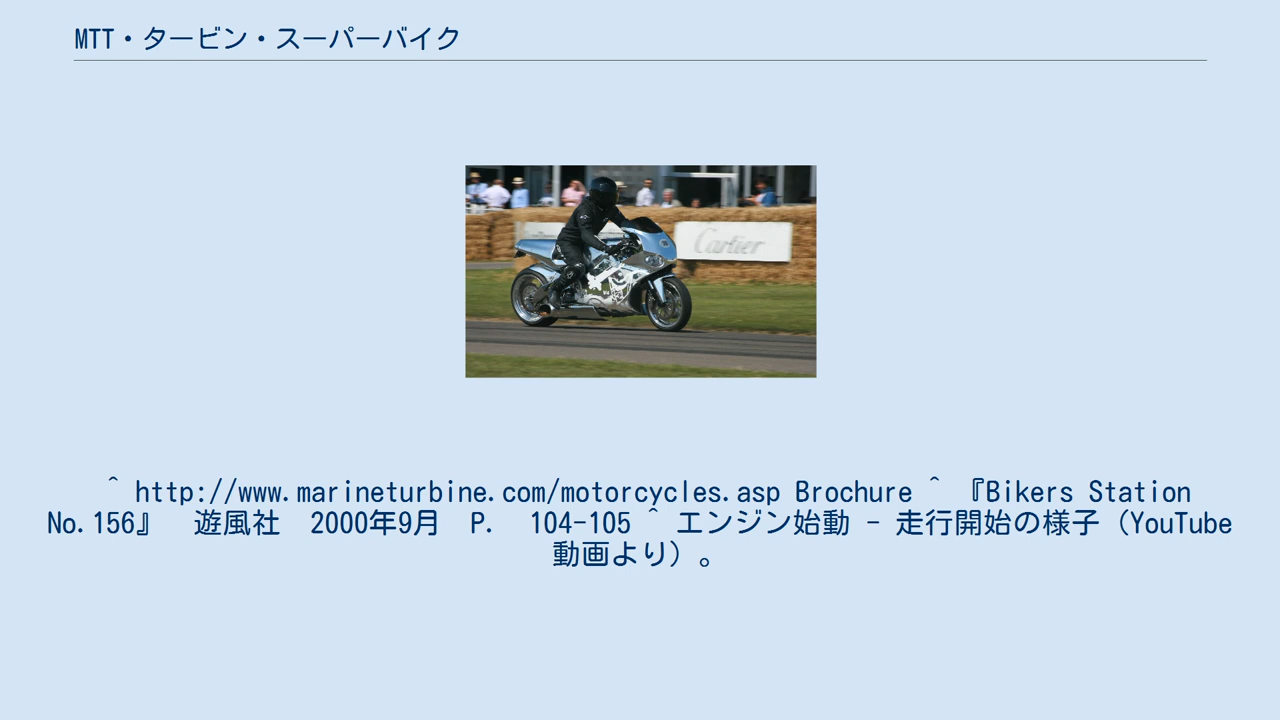 MTT・タービン・スーパーバイク
Cartier
^ http://www.marineturbine.com/motorcycles.asp Brochure ^ 『Bikers Station
No.156』　遊風社　2000年9月　P.　104-105 ^ エンジン始動 - 走行開始の様子（YouTube
動画より）。